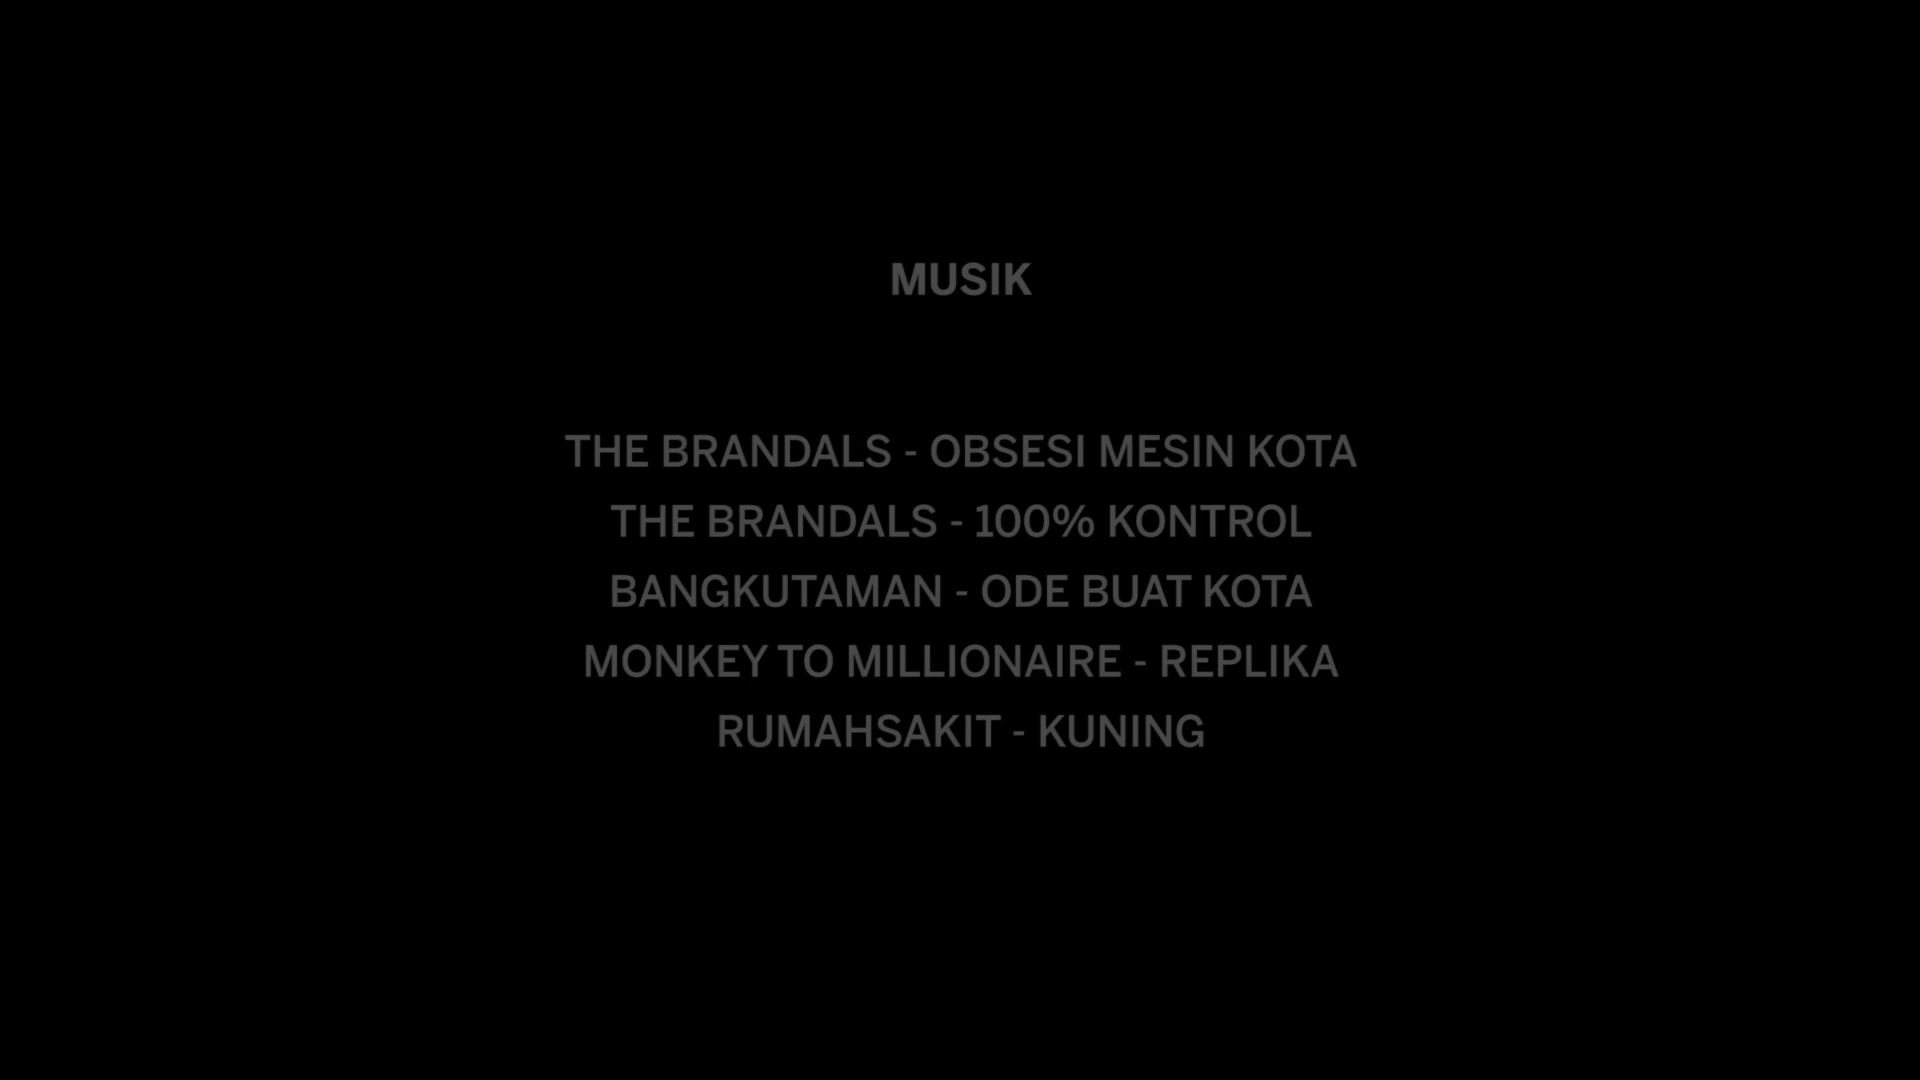 MUSIK
THE BRANDALS - OBSESI MESIN KOTA
THE BRANDALS - 100% KONTROL
BANGKUTAMAN - ODE BUAT KOTA
MONKEY TO MILLIONAIRE - REPLIKA
RUMAHSAKIT - KUNING